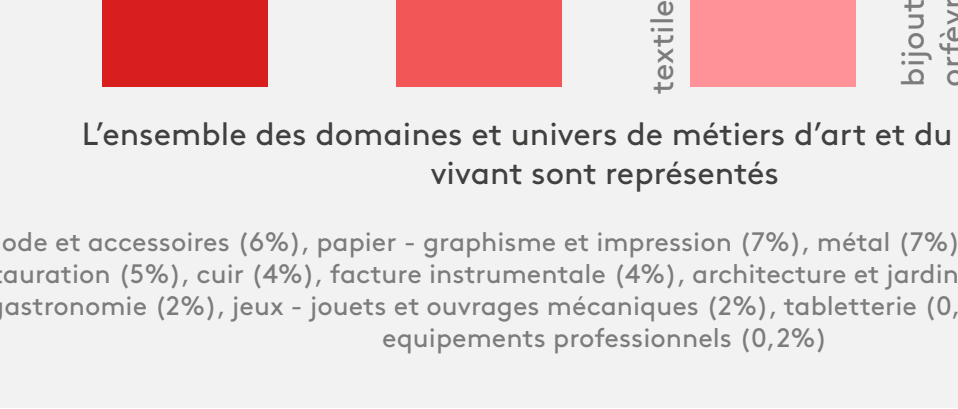 textile
bijout
orfèvr
L’ensemble des domaines et univers de métiers d’art et du
vivant sont représentés
ode et accessoires (6%), papier - graphisme et impression (7%), métal (7%)
tauration (5%), cuir (4%), facture instrumentale (4%), architecture et jardin
gastronomie (2%), jeux - jouets et ouvrages mécaniques (2%), tabletterie (0,
equipements professionnels (0,2%)